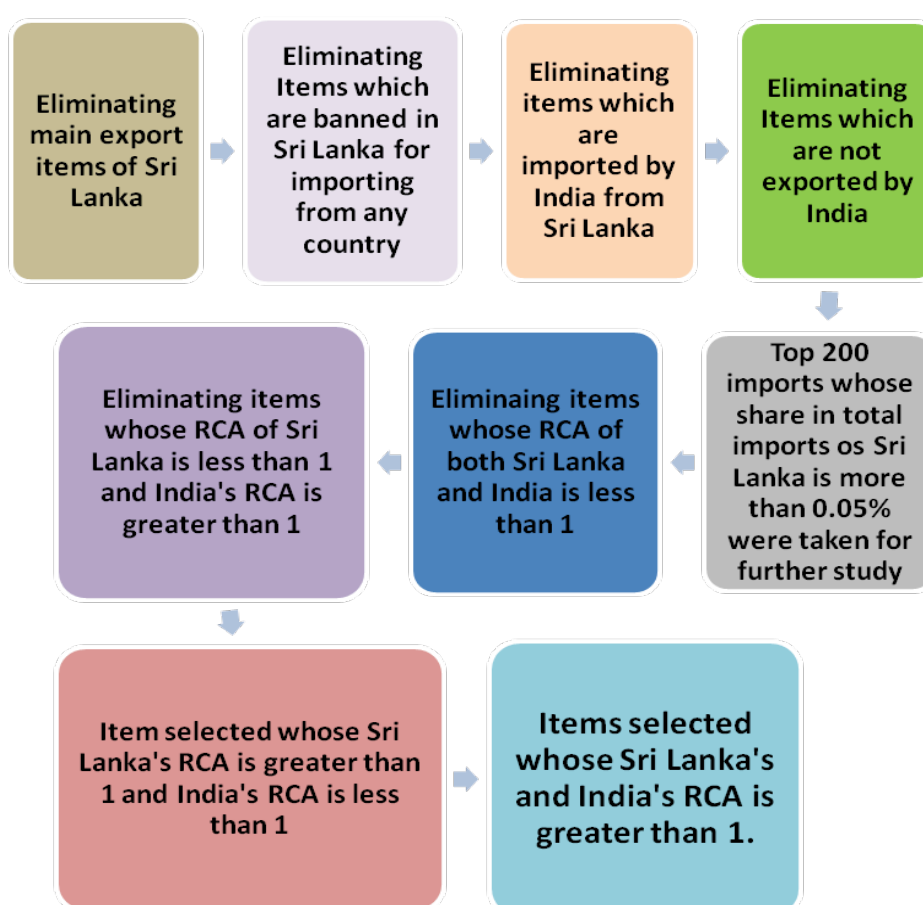 Eliminating
main export
items of Sri
Lanka
Eliminating
Items which
are banned in
Sri Lanka for
importing
from any
country
Eliminating
items which
are
imported by
India from
Sri Lanka
Eliminating
Items which
are not
exported by
India
Top 200
imports whose
share in total
imports os Sri
Lanka is more
than 0.05%
were taken for
further study
Eliminaing items
whose RCA of
both Sri Lanka
and India is less
than 1
Eliminating items
whose RCA of Sri
Lanka is less than 1
and India's RCA is
greater than 1
Item selected whose Sri
Lanka's RCA is greater than
1 and India's RCA is less
than 1
Items selected
whose Sri Lanka's
and India's RCA is
greater than 1.